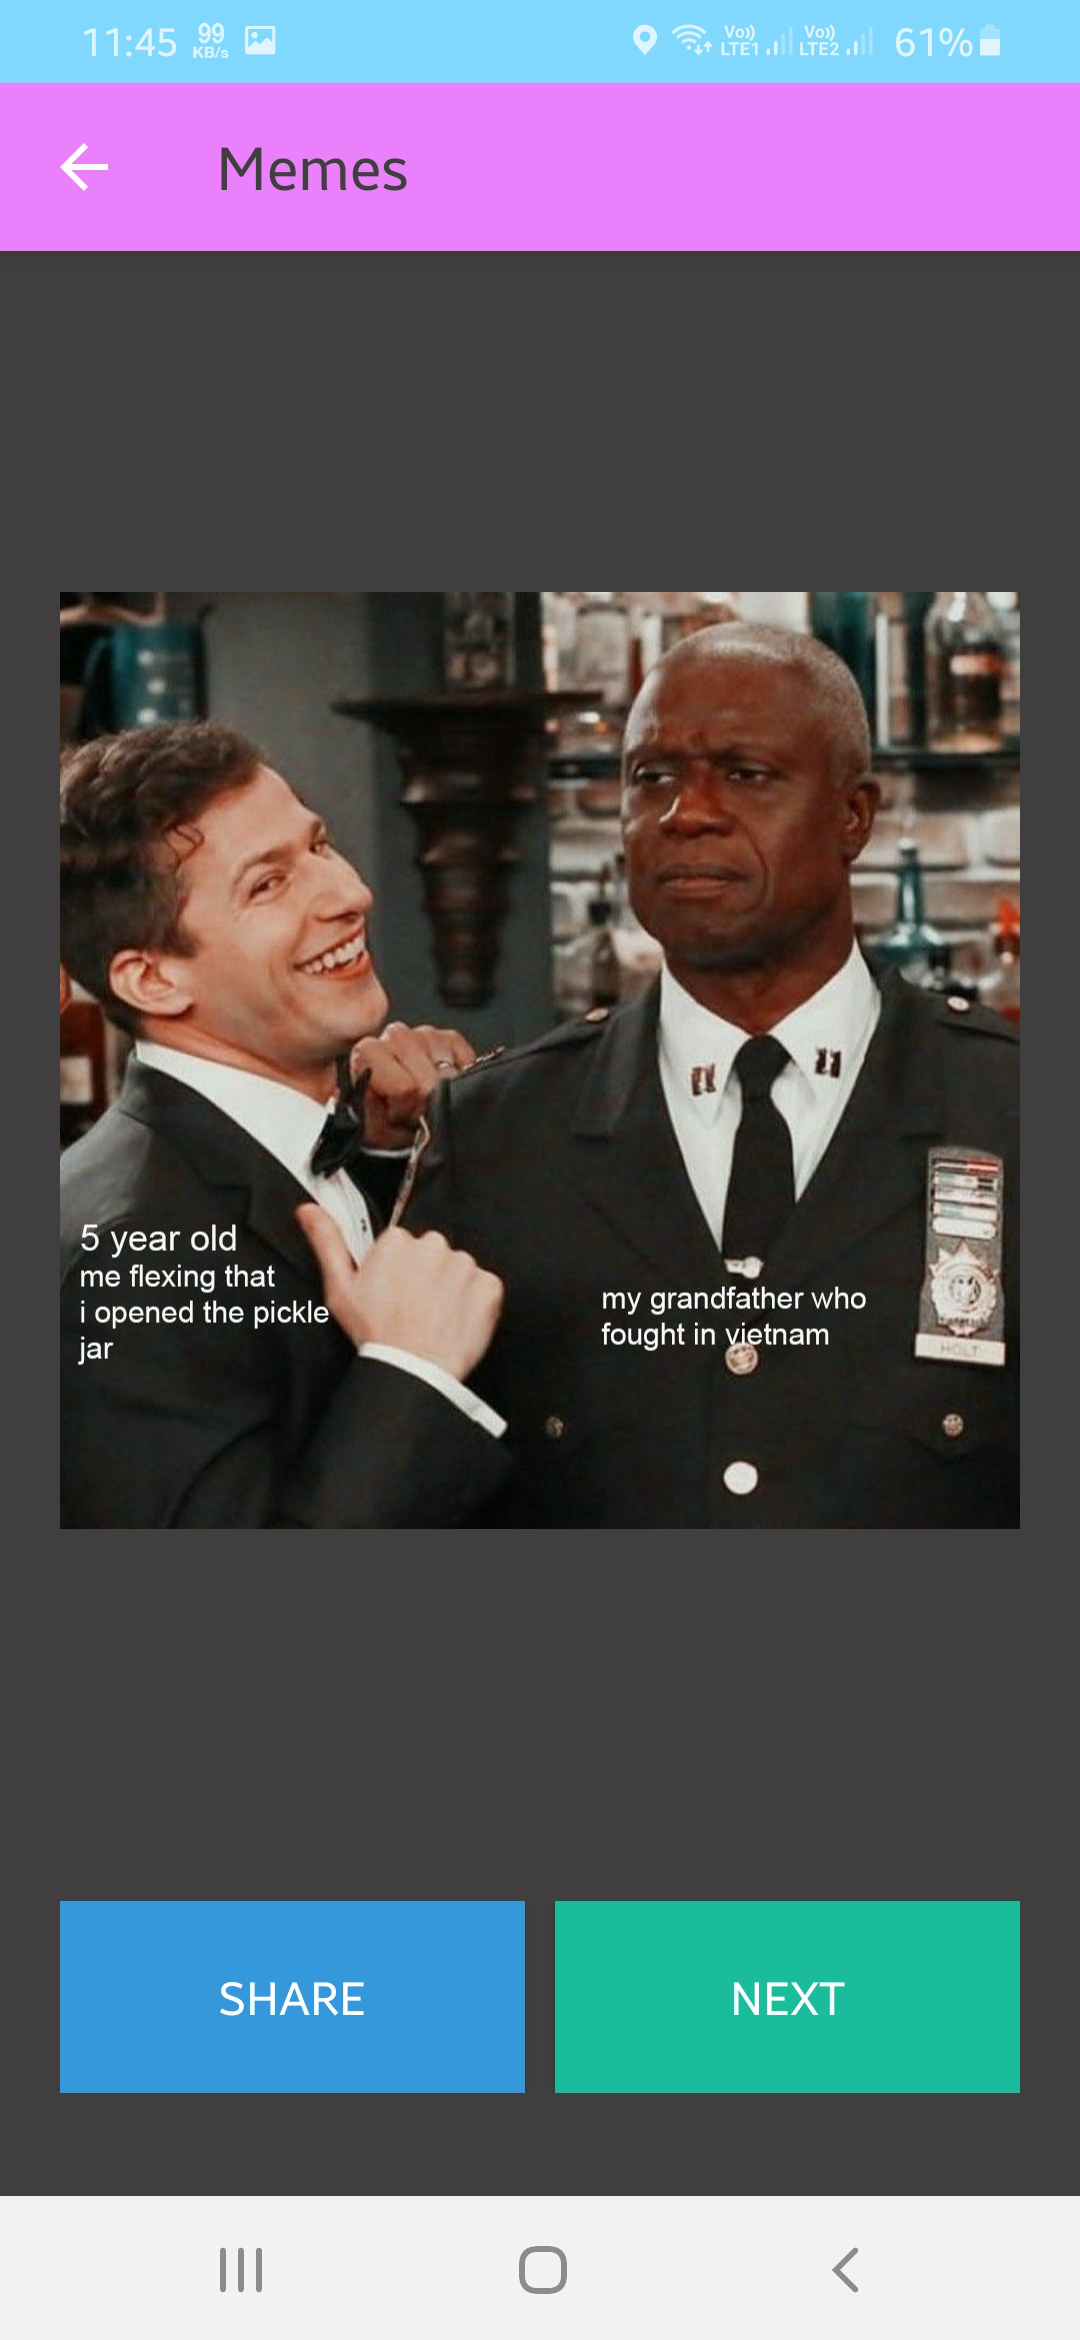 11:45 99 KB/s Vo)) LTE1 Vo)) LTE2 61%
Memes
5 year old
me flexing that
i opened the pickle
jar
my grandfather who
fought in vietnam
HOLT
SHARE
NEXT